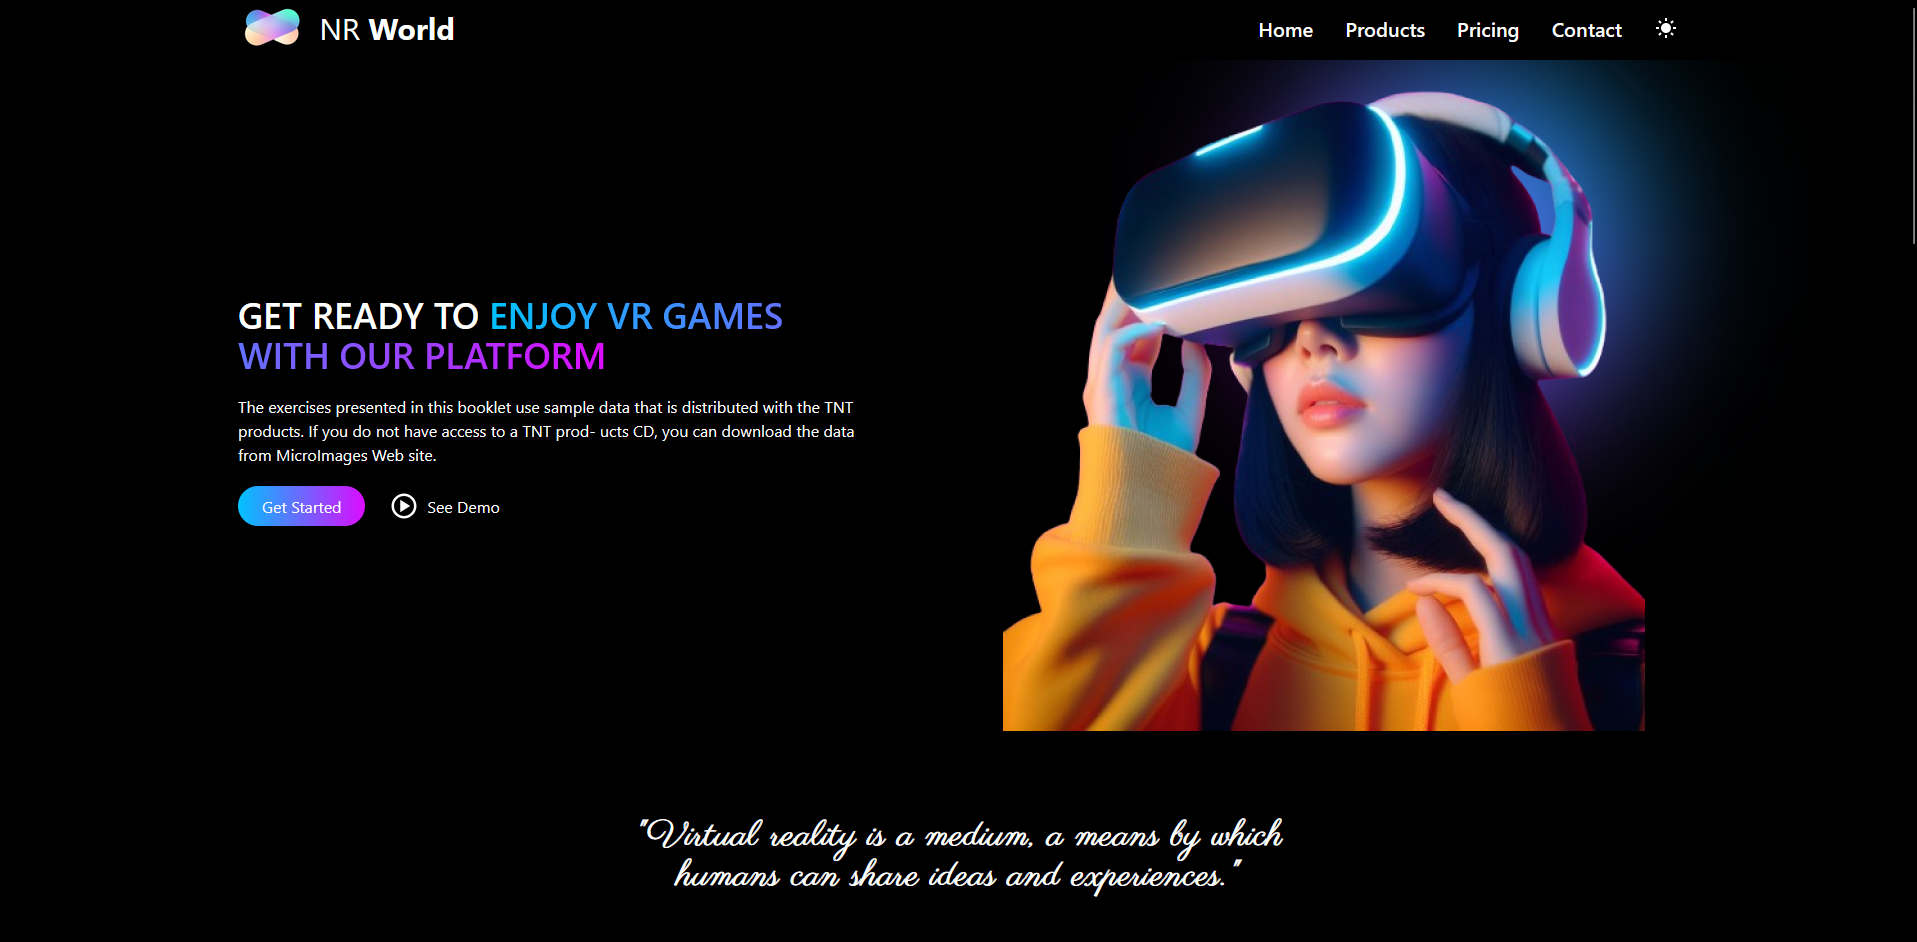 NR World
Home Products Pricing Contact
GET READY TO ENJOY VR GAMES
WITH OUR PLATFORM
The exercises presented in this booklet use sample data that is distributed with the TNT
products. If you do not have access to a TNT prod- ucts CD, you can download the data
from MicroImages Web site.
Get Started See Demo
"Virtual reality is a medium, a means by which
humans can share ideas and experiences."